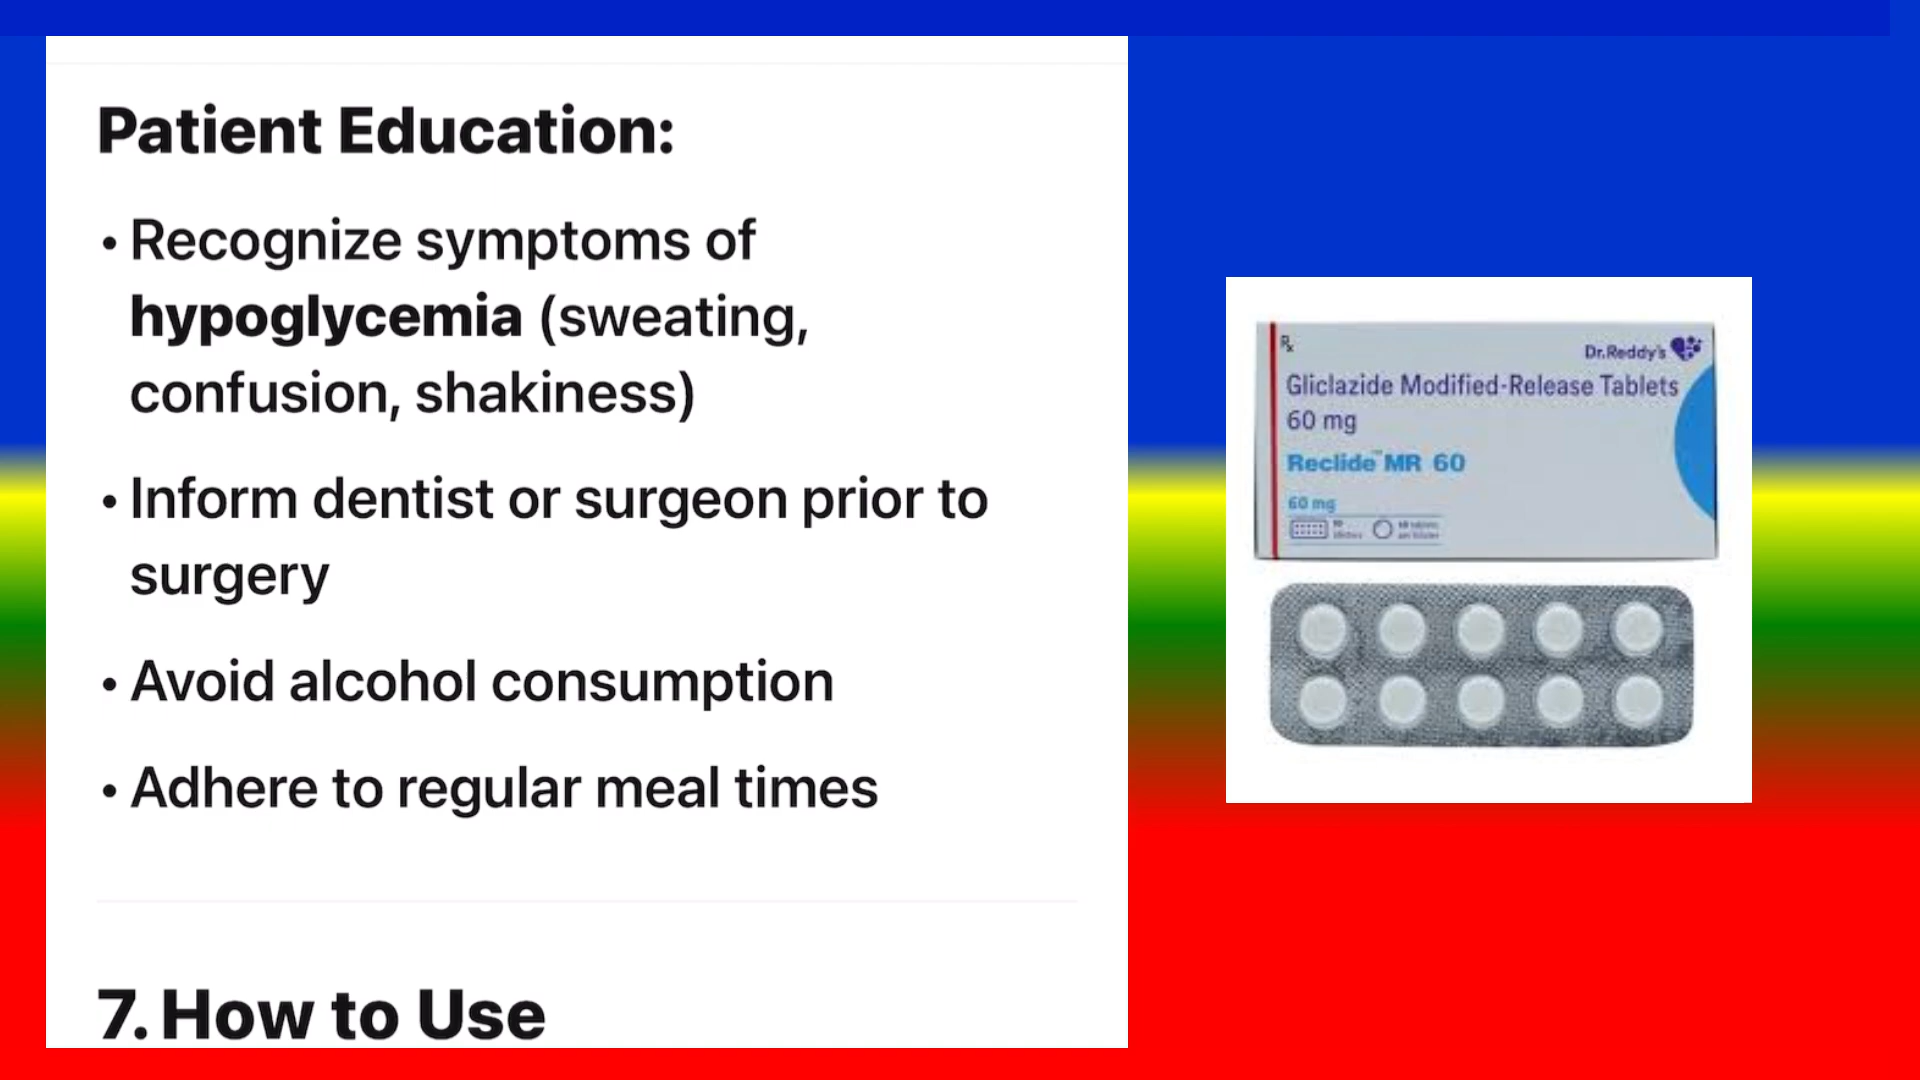 Patient Education:
• Recognize symptoms of
hypoglycemia (sweating,
confusion, shakiness)
• Inform dentist or surgeon prior to
surgery
• Avoid alcohol consumption
• Adhere to regular meal times
7. How to Use
Rx
Dr.Reddy's
Gliclazide Modified-Release Tablets
60 mg
Reclide™ MR 60
60 mg